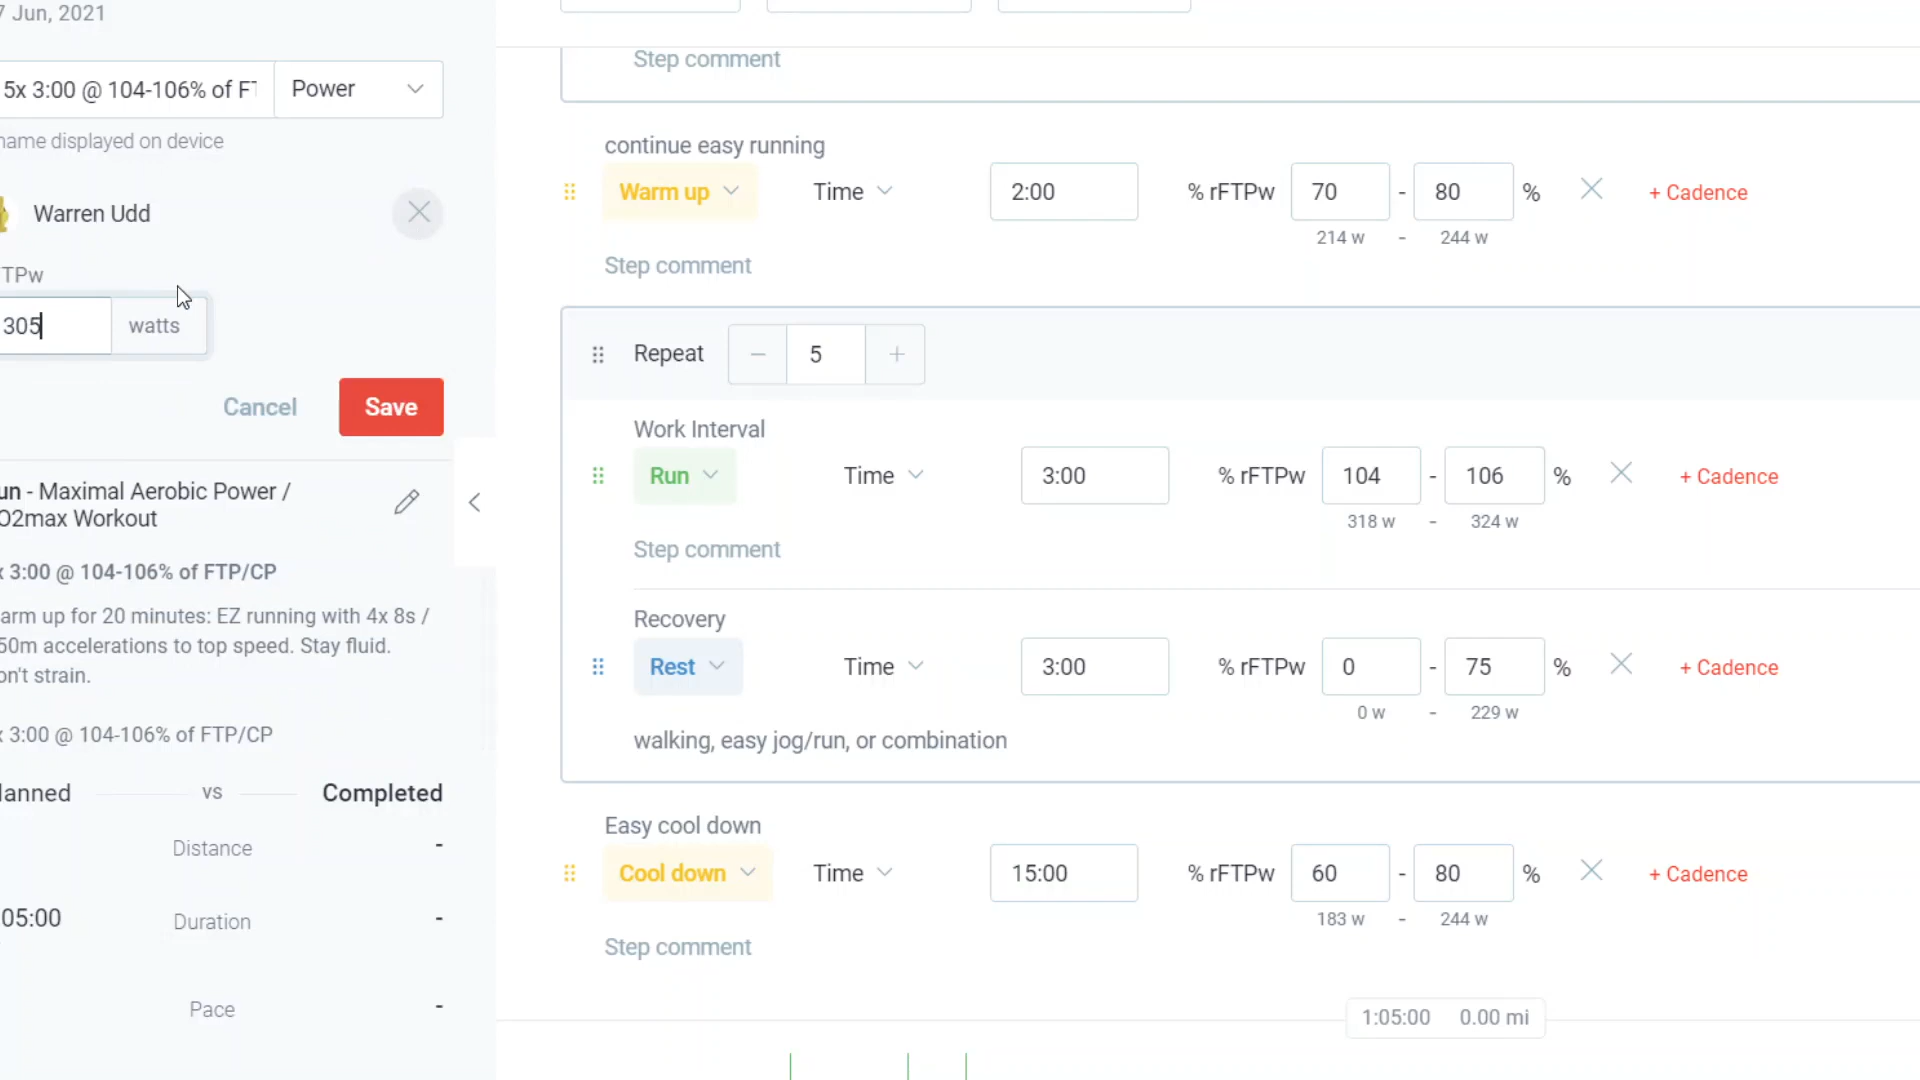 7 Jun, 2021
5x 3:00 @ 104-106% of FT
Power
name displayed on device
Warren Udd
TPw
305
watts
Cancel
Save
un - Maximal Aerobic Power /
O2max Workout
x 3:00 @ 104-106% of FTP/CP
arm up for 20 minutes: EZ running with 4x 8s /
50m accelerations to top speed. Stay fluid.
on't strain.
x 3:00 @ 104-106% of FTP/CP
lanned
vs
Completed
Distance
-
05:00
Duration
-
Pace
-
Step comment
continue easy running
Warm up
Time
2:00
% rFTPw
70
-
80
%
+ Cadence
214 w
-
244 w
Step comment
Repeat
−
5
+
Work Interval
Run
Time
3:00
% rFTPw
104
-
106
%
+ Cadence
318 w
-
324 w
Step comment
Recovery
Rest
Time
3:00
% rFTPw
0
-
75
%
+ Cadence
0 w
-
229 w
walking, easy jog/run, or combination
Easy cool down
Cool down
Time
15:00
% rFTPw
60
-
80
%
+ Cadence
183 w
-
244 w
Step comment
1:05:00
0.00 mi